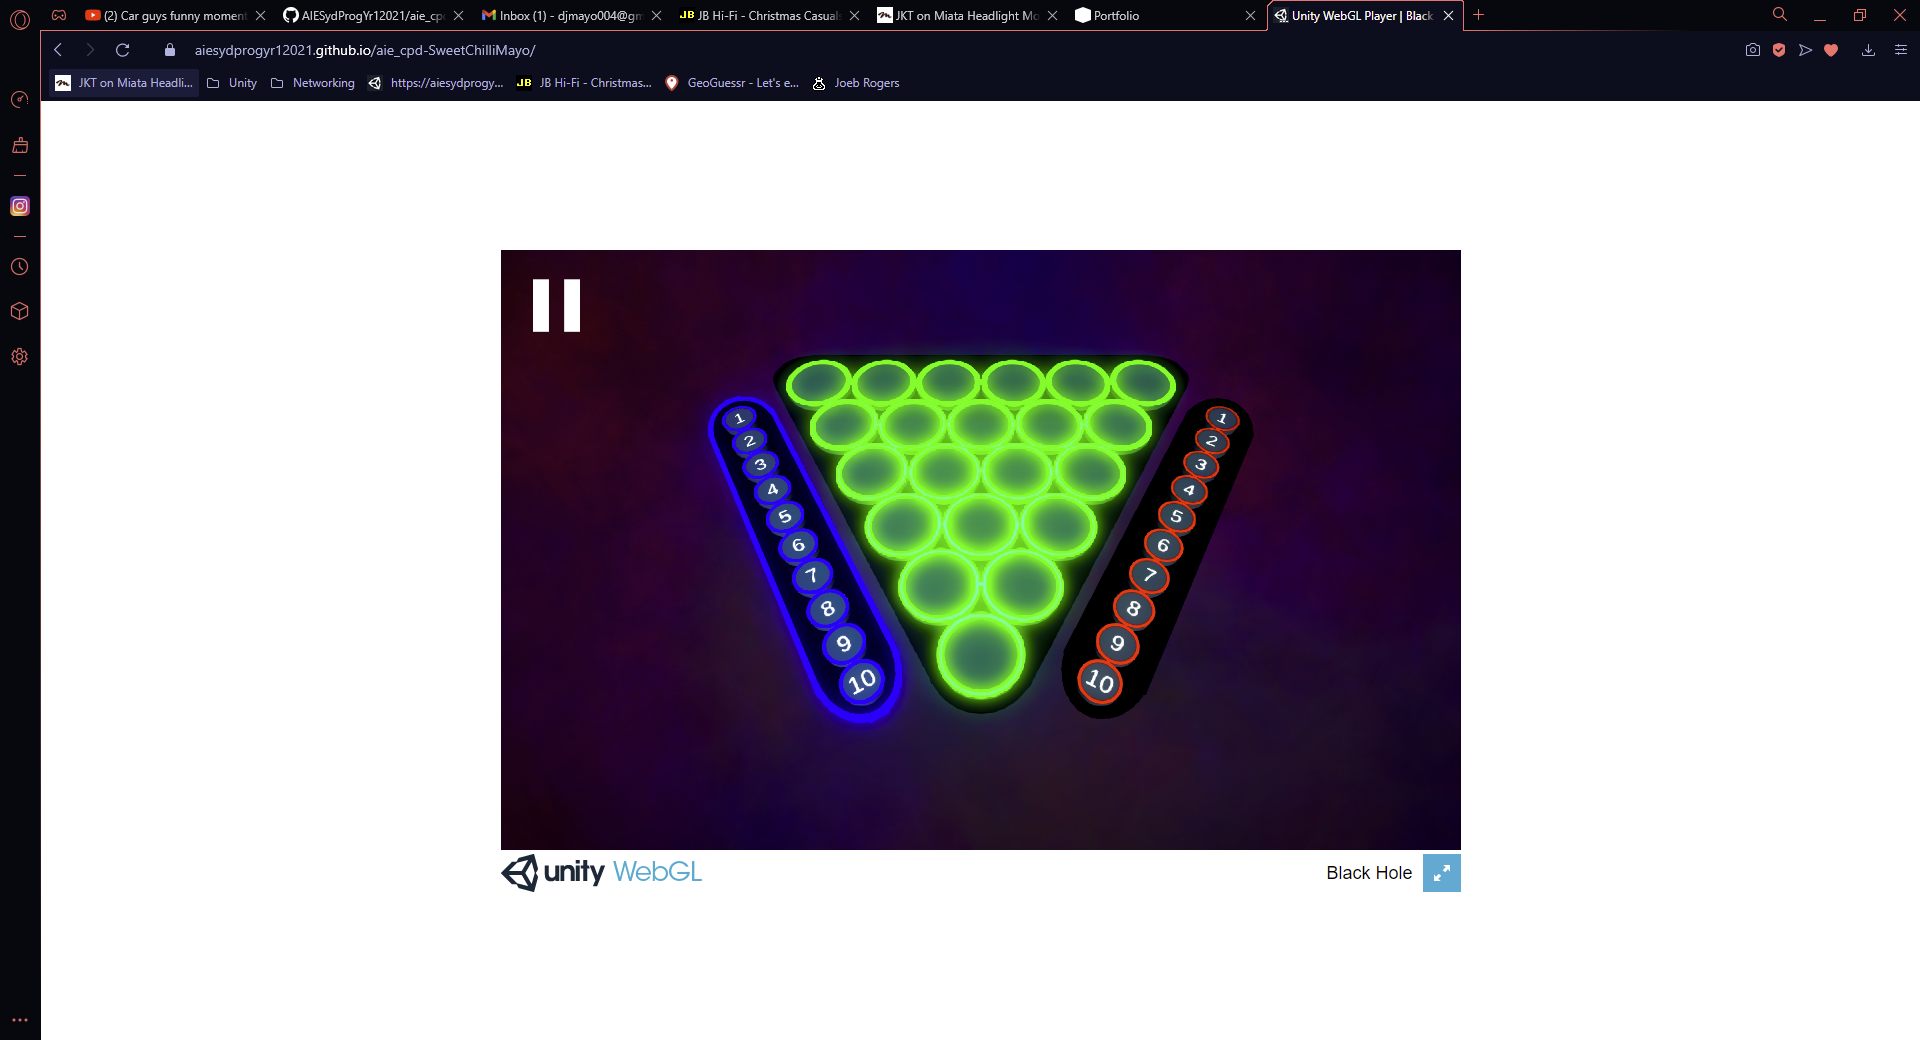 (2) Car guys funny momen
AIESydProgYr12021/aie_cp
Inbox (1) - djmayo004@gm
JB JB Hi-Fi - Christmas Casual
JKT on Miata Headlight Mo
Portfolio
Unity WebGL Player | Black
aiesydprogyr12021.github.io/aie_cpd-SweetChilliMayo/
JKT on Miata Headli...
Unity
Networking
https://aiesydprogy...
JB JB Hi-Fi - Christmas...
GeoGuessr - Let's e...
Joeb Rogers
1
2
3
4
5
6
7
8
9
10
1
2
3
4
5
6
7
8
9
10
unity WebGL
Black Hole